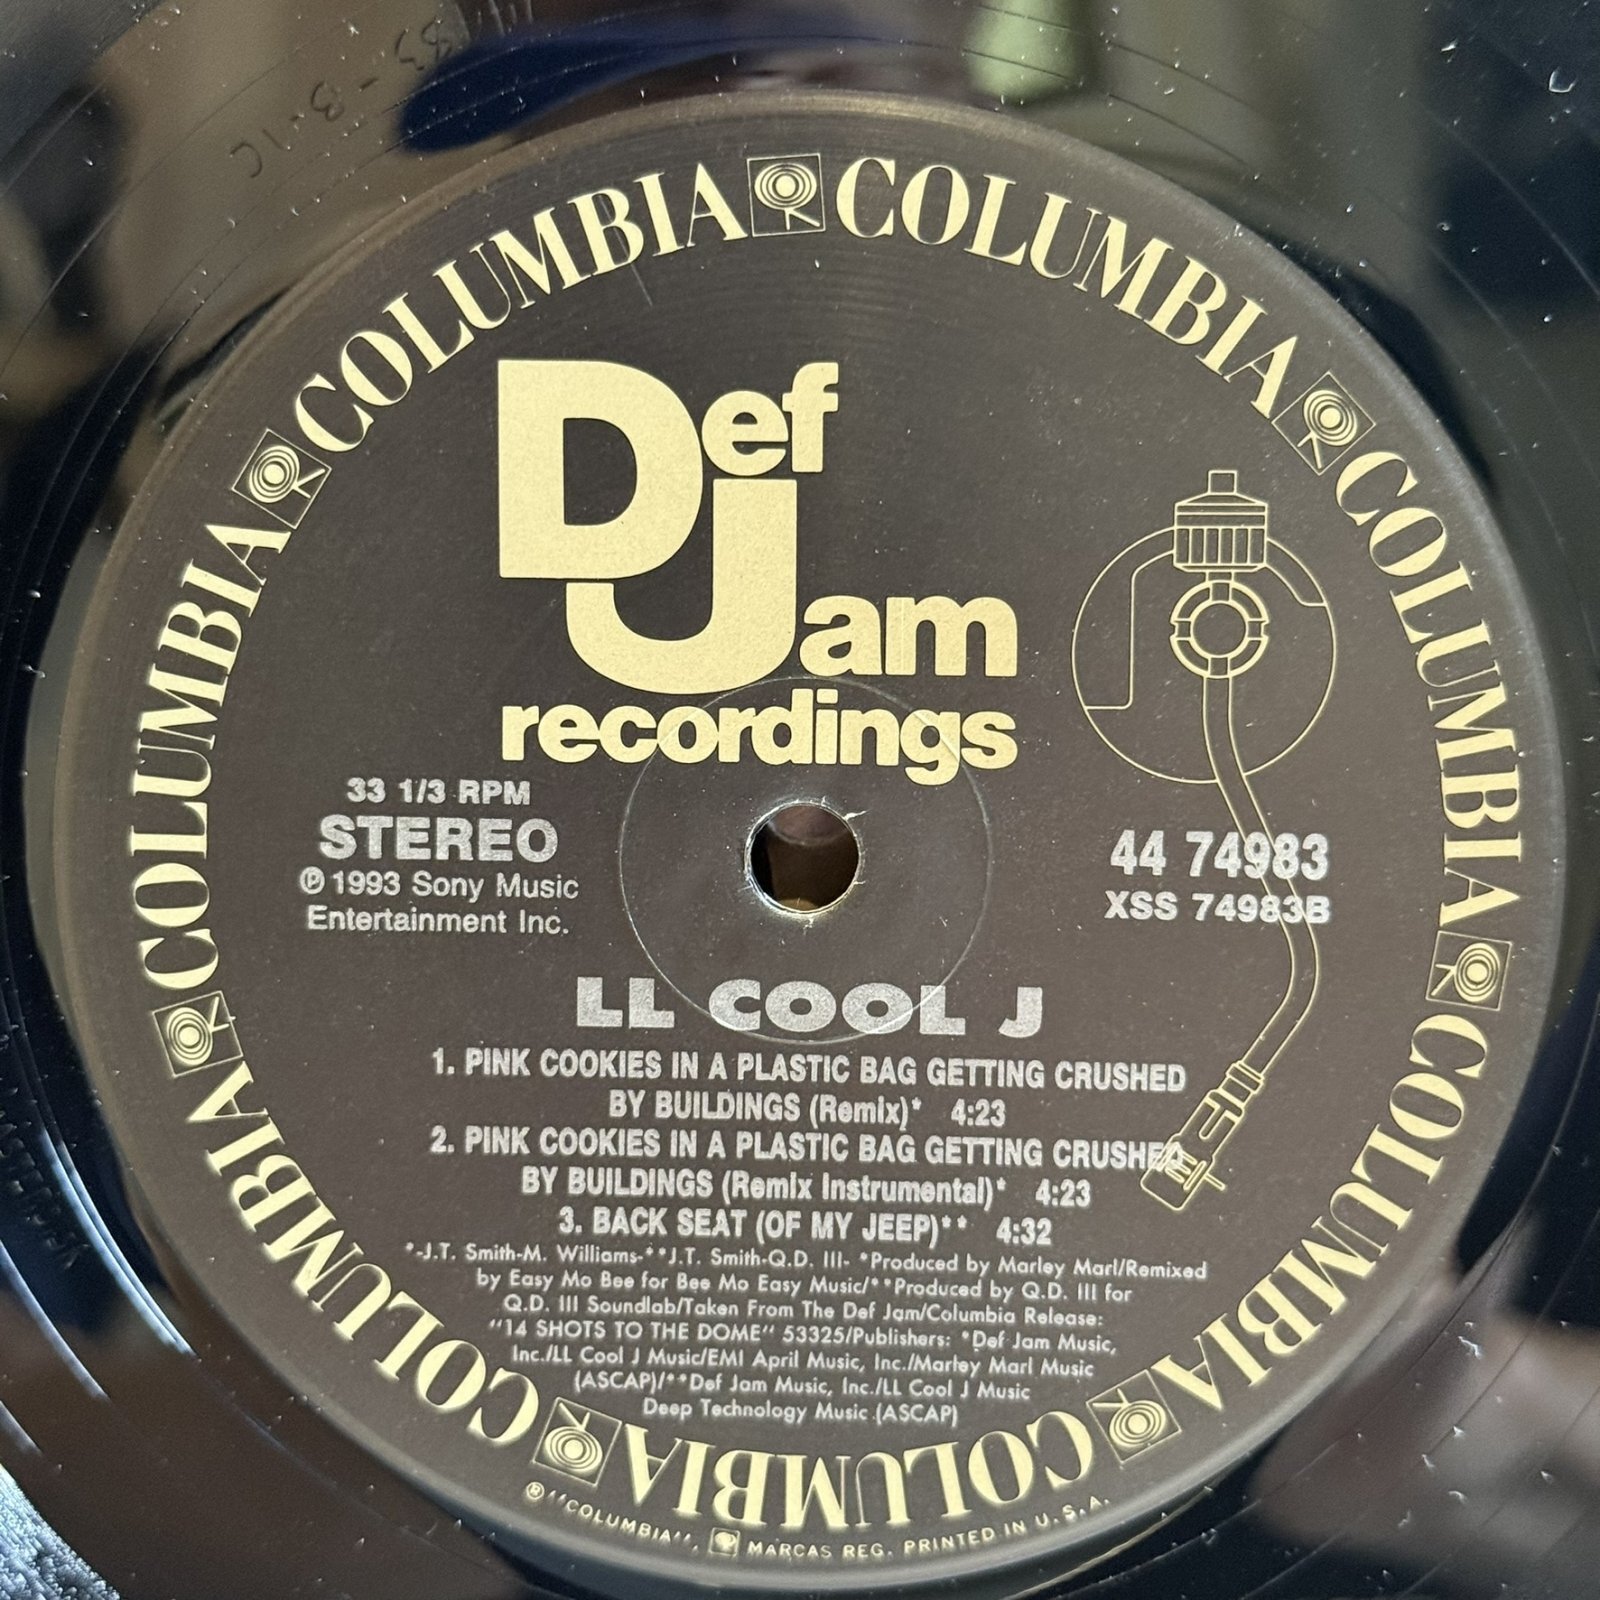 COLUMBIA COLUMBIA COLUMBIA COLUMBIA COLUMBIA COLUMBIA COLUMBIA COLUMBIA COLUMBIA
Def
Jam
recordings
33 1/3 RPM
STEREO
℗ 1993 Sony Music
Entertainment Inc.
44 74983
XSS 74983B
LL COOL J
1. PINK COOKIES IN A PLASTIC BAG GETTING CRUSHED
BY BUILDINGS (Remix)* 4:23
2. PINK COOKIES IN A PLASTIC BAG GETTING CRUSHED
BY BUILDINGS (Remix Instrumental)* 4:23
3. BACK SEAT (OF MY JEEP)** 4:32
*-J.T. Smith-M. Williams-**J.T. Smith-Q.D. III- *Produced by Marley Marl/Remixed
by Easy Mo Bee for Bee Mo Easy Music/**Produced by Q.D. III for
Q.D. III Soundlab/Taken From The Def Jam/Columbia Release:
"14 SHOTS TO THE DOME" 53325/Publishers: *Def Jam Music,
Inc./LL Cool J Music/EMI April Music, Inc./Marley Marl Music
(ASCAP)/**Def Jam Music, Inc./LL Cool J Music
Deep Technology Music (ASCAP)
® "COLUMBIA", MARCAS REG. PRINTED IN U.S.A.